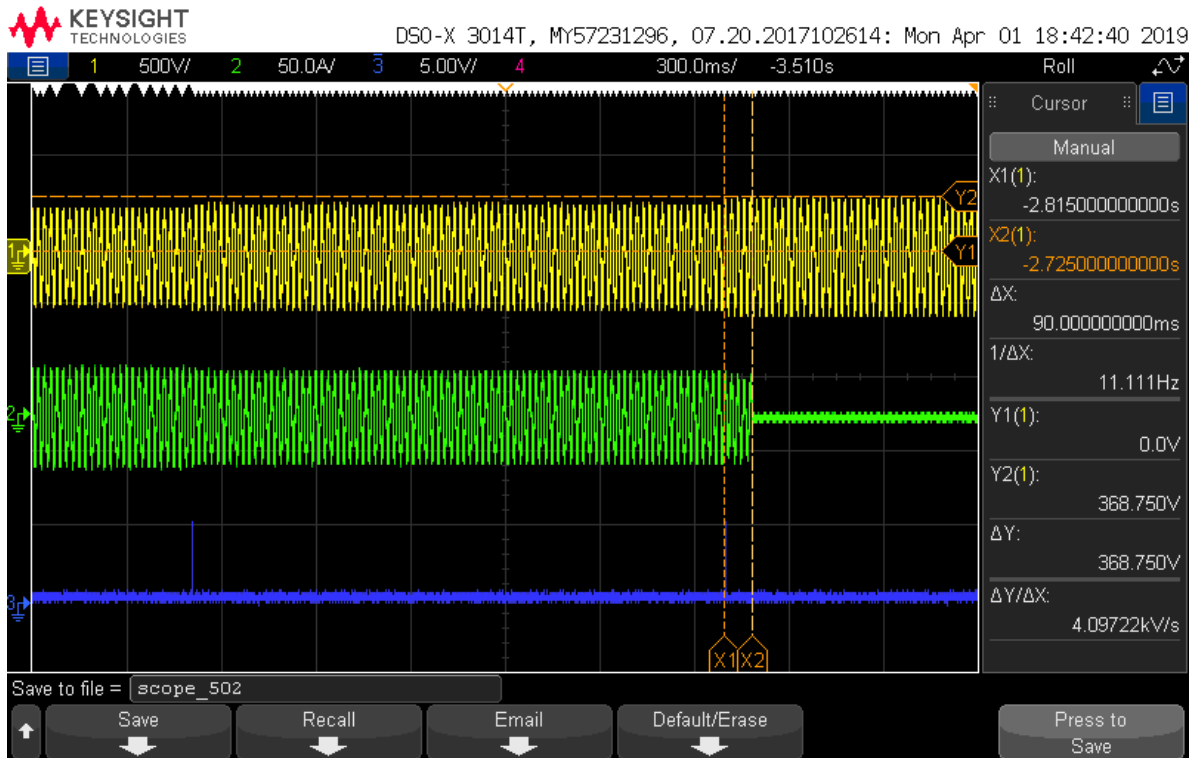 KEYSIGHT
TECHNOLOGIES
DSO-X 3014T, MY57231296, 07.20.2017102614: Mon Apr 01 18:42:40 2019
1 500V/ 2 50.0A/ 3 5.00V/ 4 300.0ms/ -3.510s Roll
Cursor
Manual
X1(1):
-2.815000000000s
X2(1):
-2.725000000000s
ΔX:
90.000000000ms
1/ΔX:
11.111Hz
Y1(1):
0.0V
Y2(1):
368.750V
ΔY:
368.750V
ΔY/ΔX:
4.09722kV/s
Y2
1
Y1
2
3
X1 X2
Save to file = scope_502
Save Recall Email Default/Erase Press to
Save